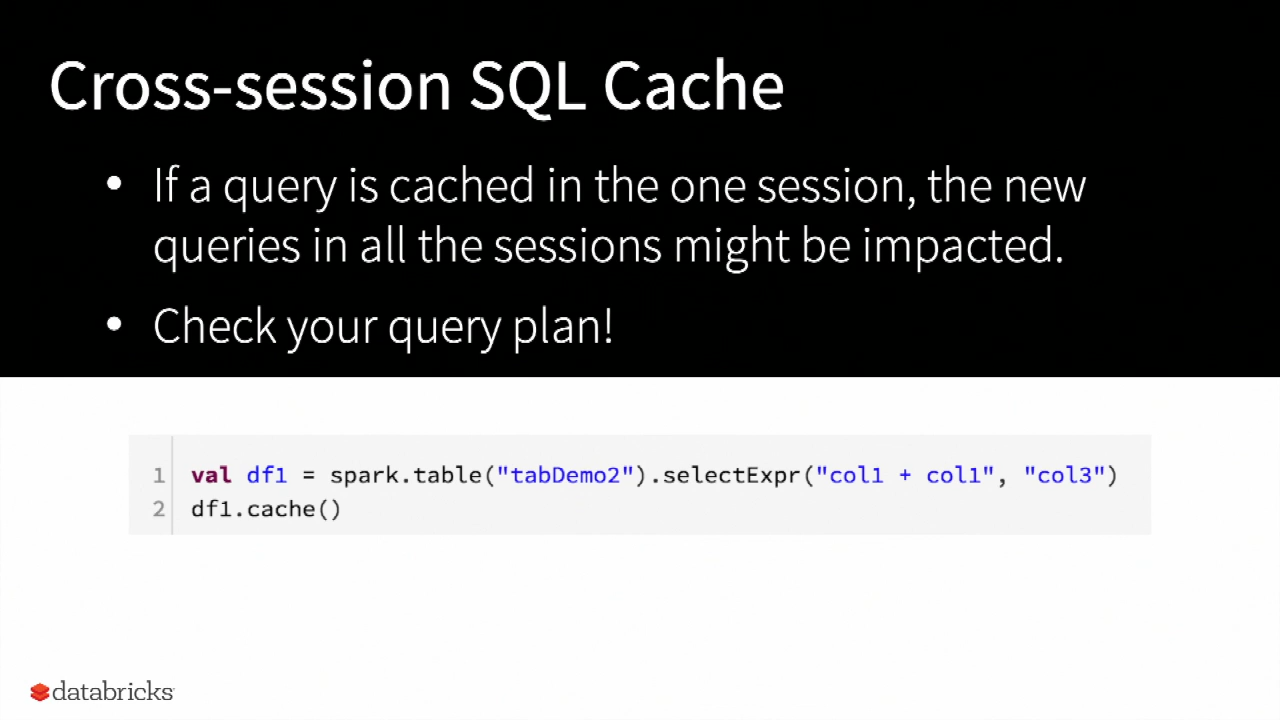 Cross-session SQL Cache
• If a query is cached in the one session, the new
queries in all the sessions might be impacted.
• Check your query plan!
1 val df1 = spark.table("tabDemo2").selectExpr("col1 + col1", "col3")
2 df1.cache()
databricks